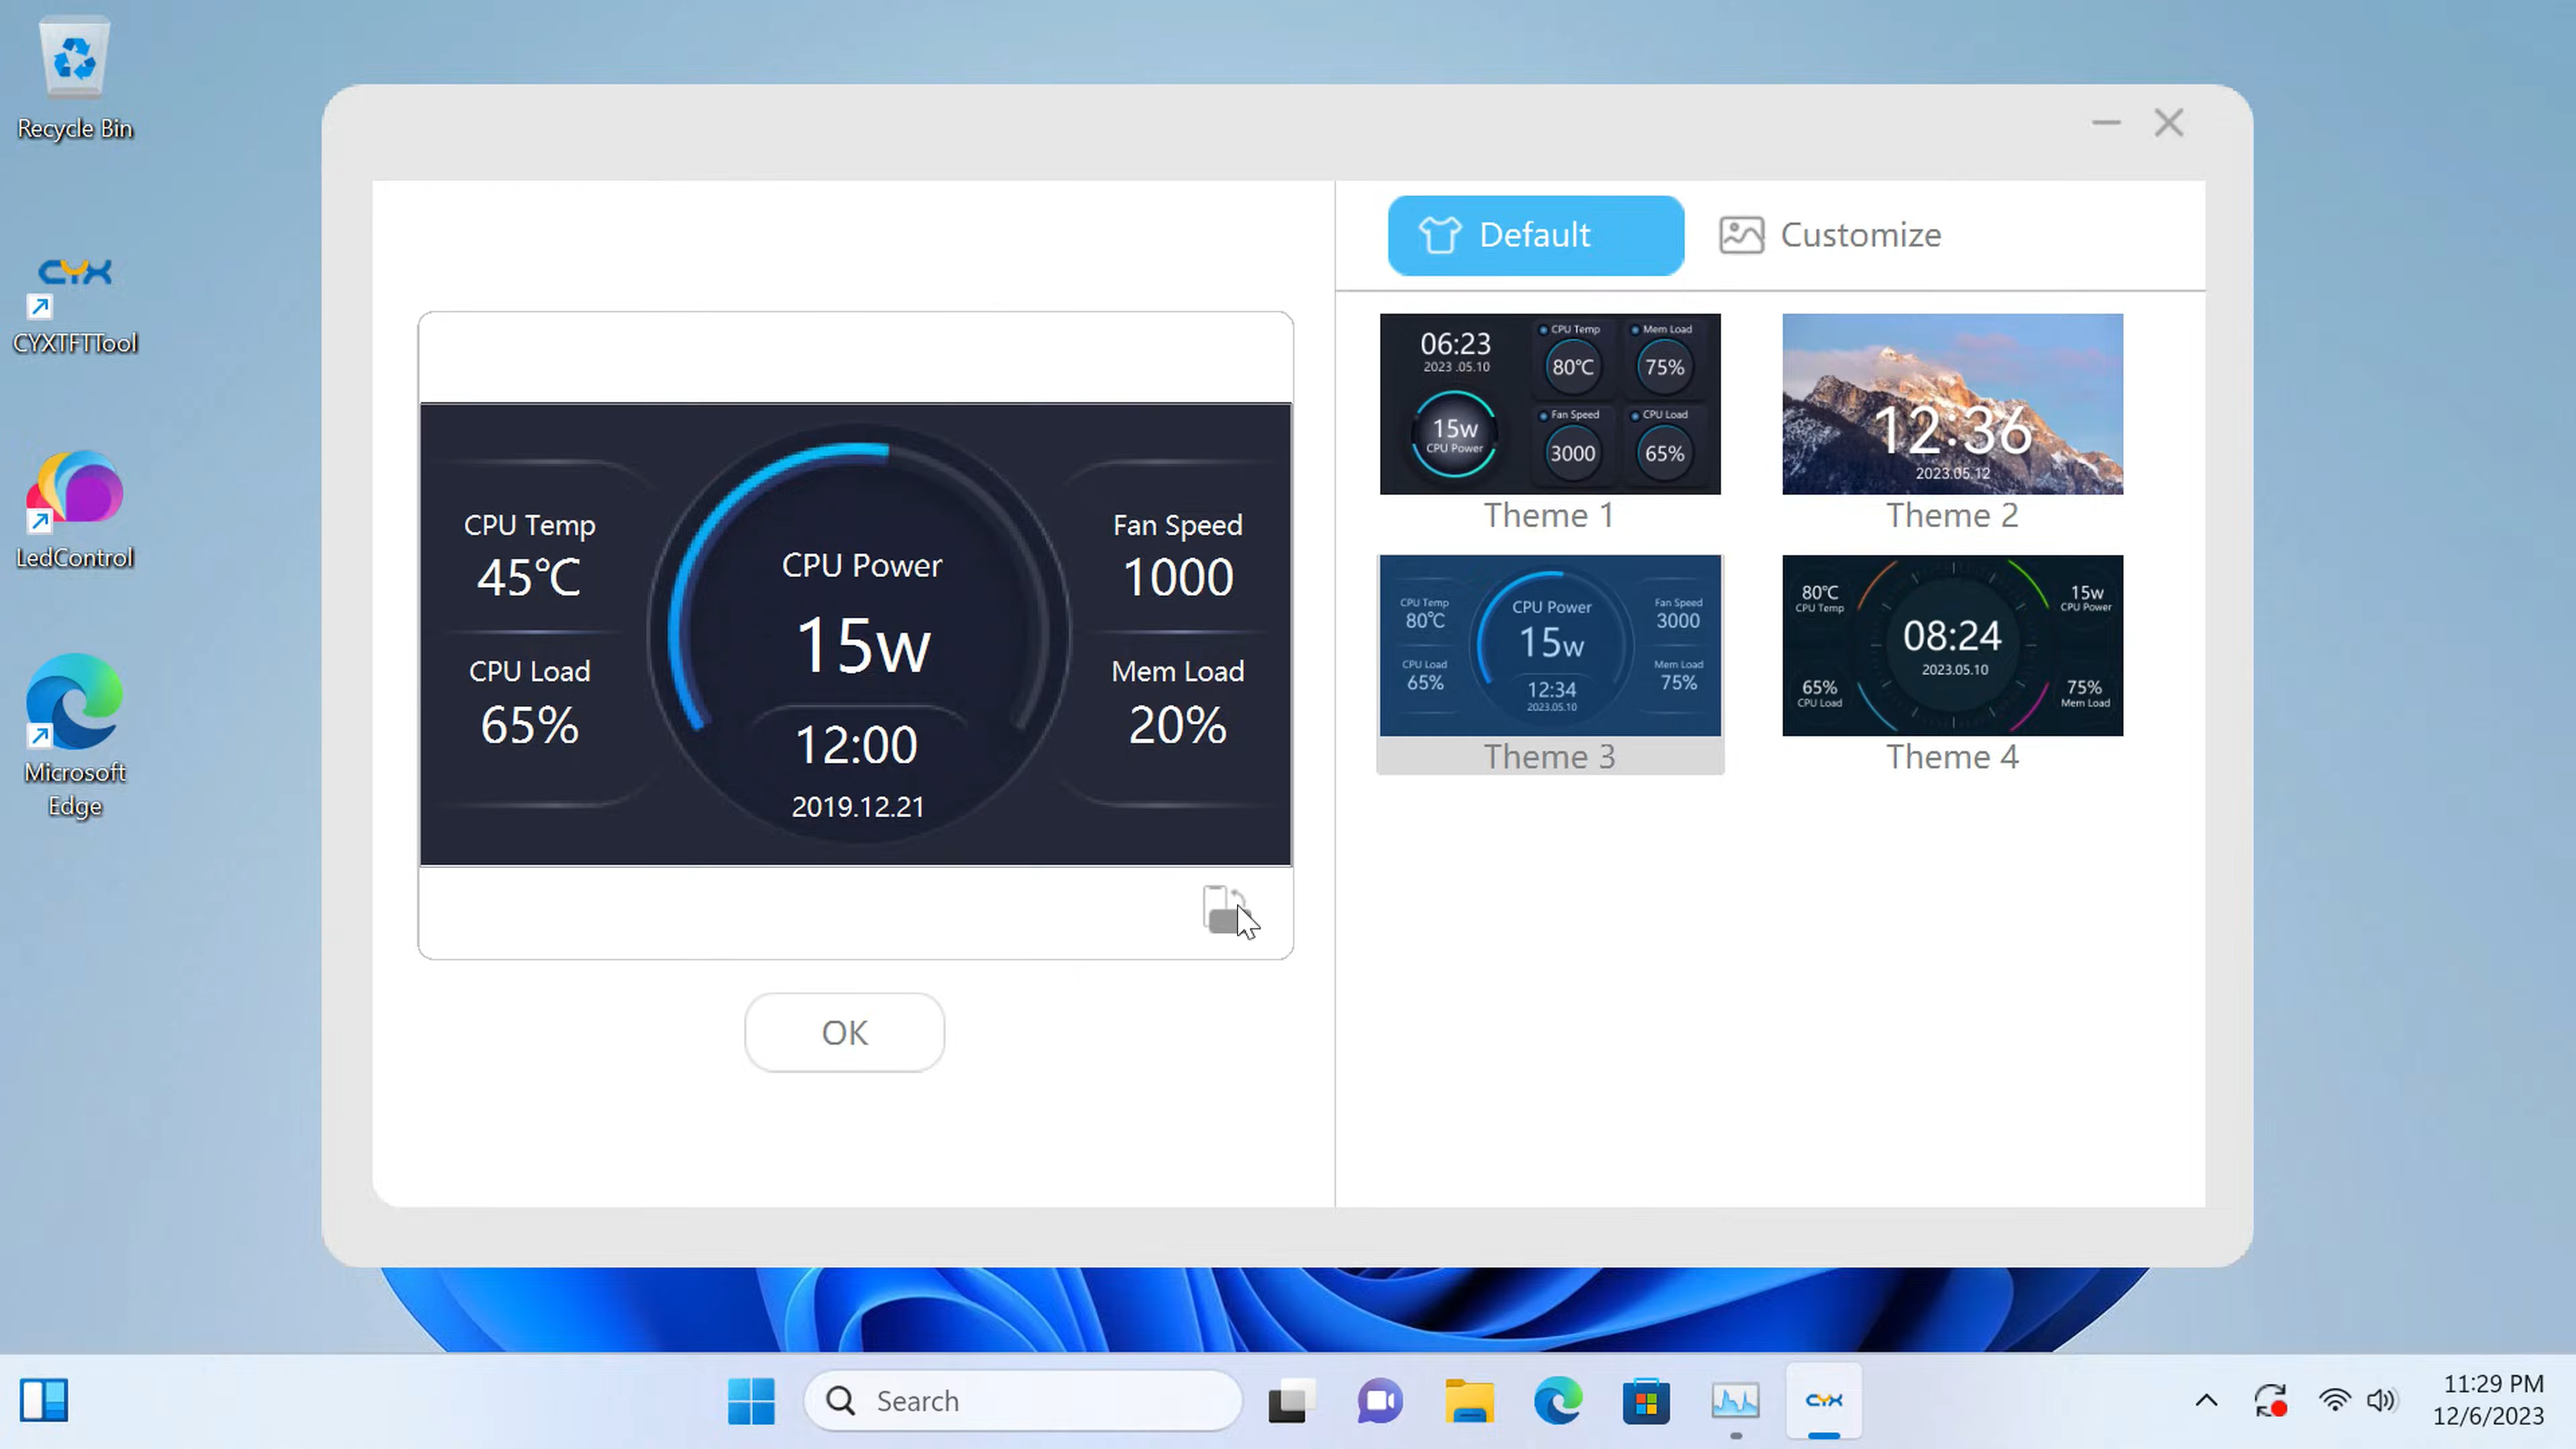 Recycle Bin
CYX
CYXTFTTool
LedControl
Microsoft
Edge
CPU Temp
45℃
CPU Load
65%
CPU Power
15w
12:00
2019.12.21
Fan Speed
1000
Mem Load
20%
OK
Default
Customize
06:23
2023 .05.10
15w
CPU Power
CPU Temp
80℃
Mem Load
75%
Fan Speed
3000
CPU Load
65%
Theme 1
12:36
2023.05.12
Theme 2
CPU Temp
80℃
CPU Load
65%
CPU Power
15w
12:34
2023.05.10
Fan Speed
3000
Mem Load
75%
Theme 3
80℃
CPU Temp
65%
CPU Load
08:24
2023.05.10
15w
CPU Power
75%
Mem Load
Theme 4
Search
CYX
11:29 PM
12/6/2023